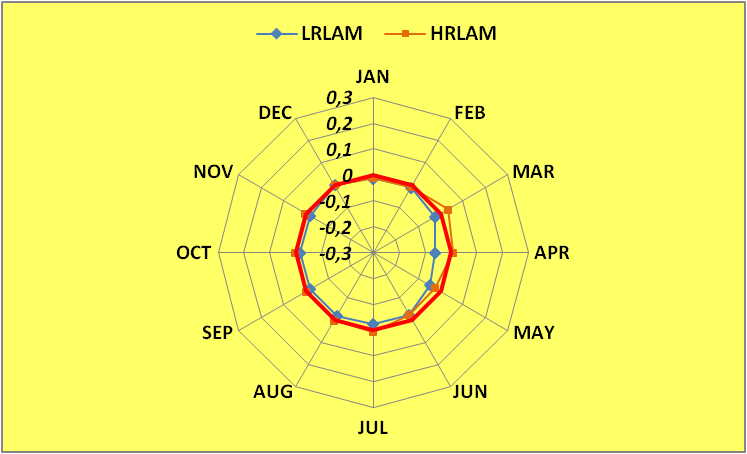 LRLAM HRLAM
JAN
DEC 0,3 FEB
0,2
0,1
NOV 0 MAR
-0,1
-0,2
OCT -0,3 APR
SEP MAY
AUG JUN
JUL